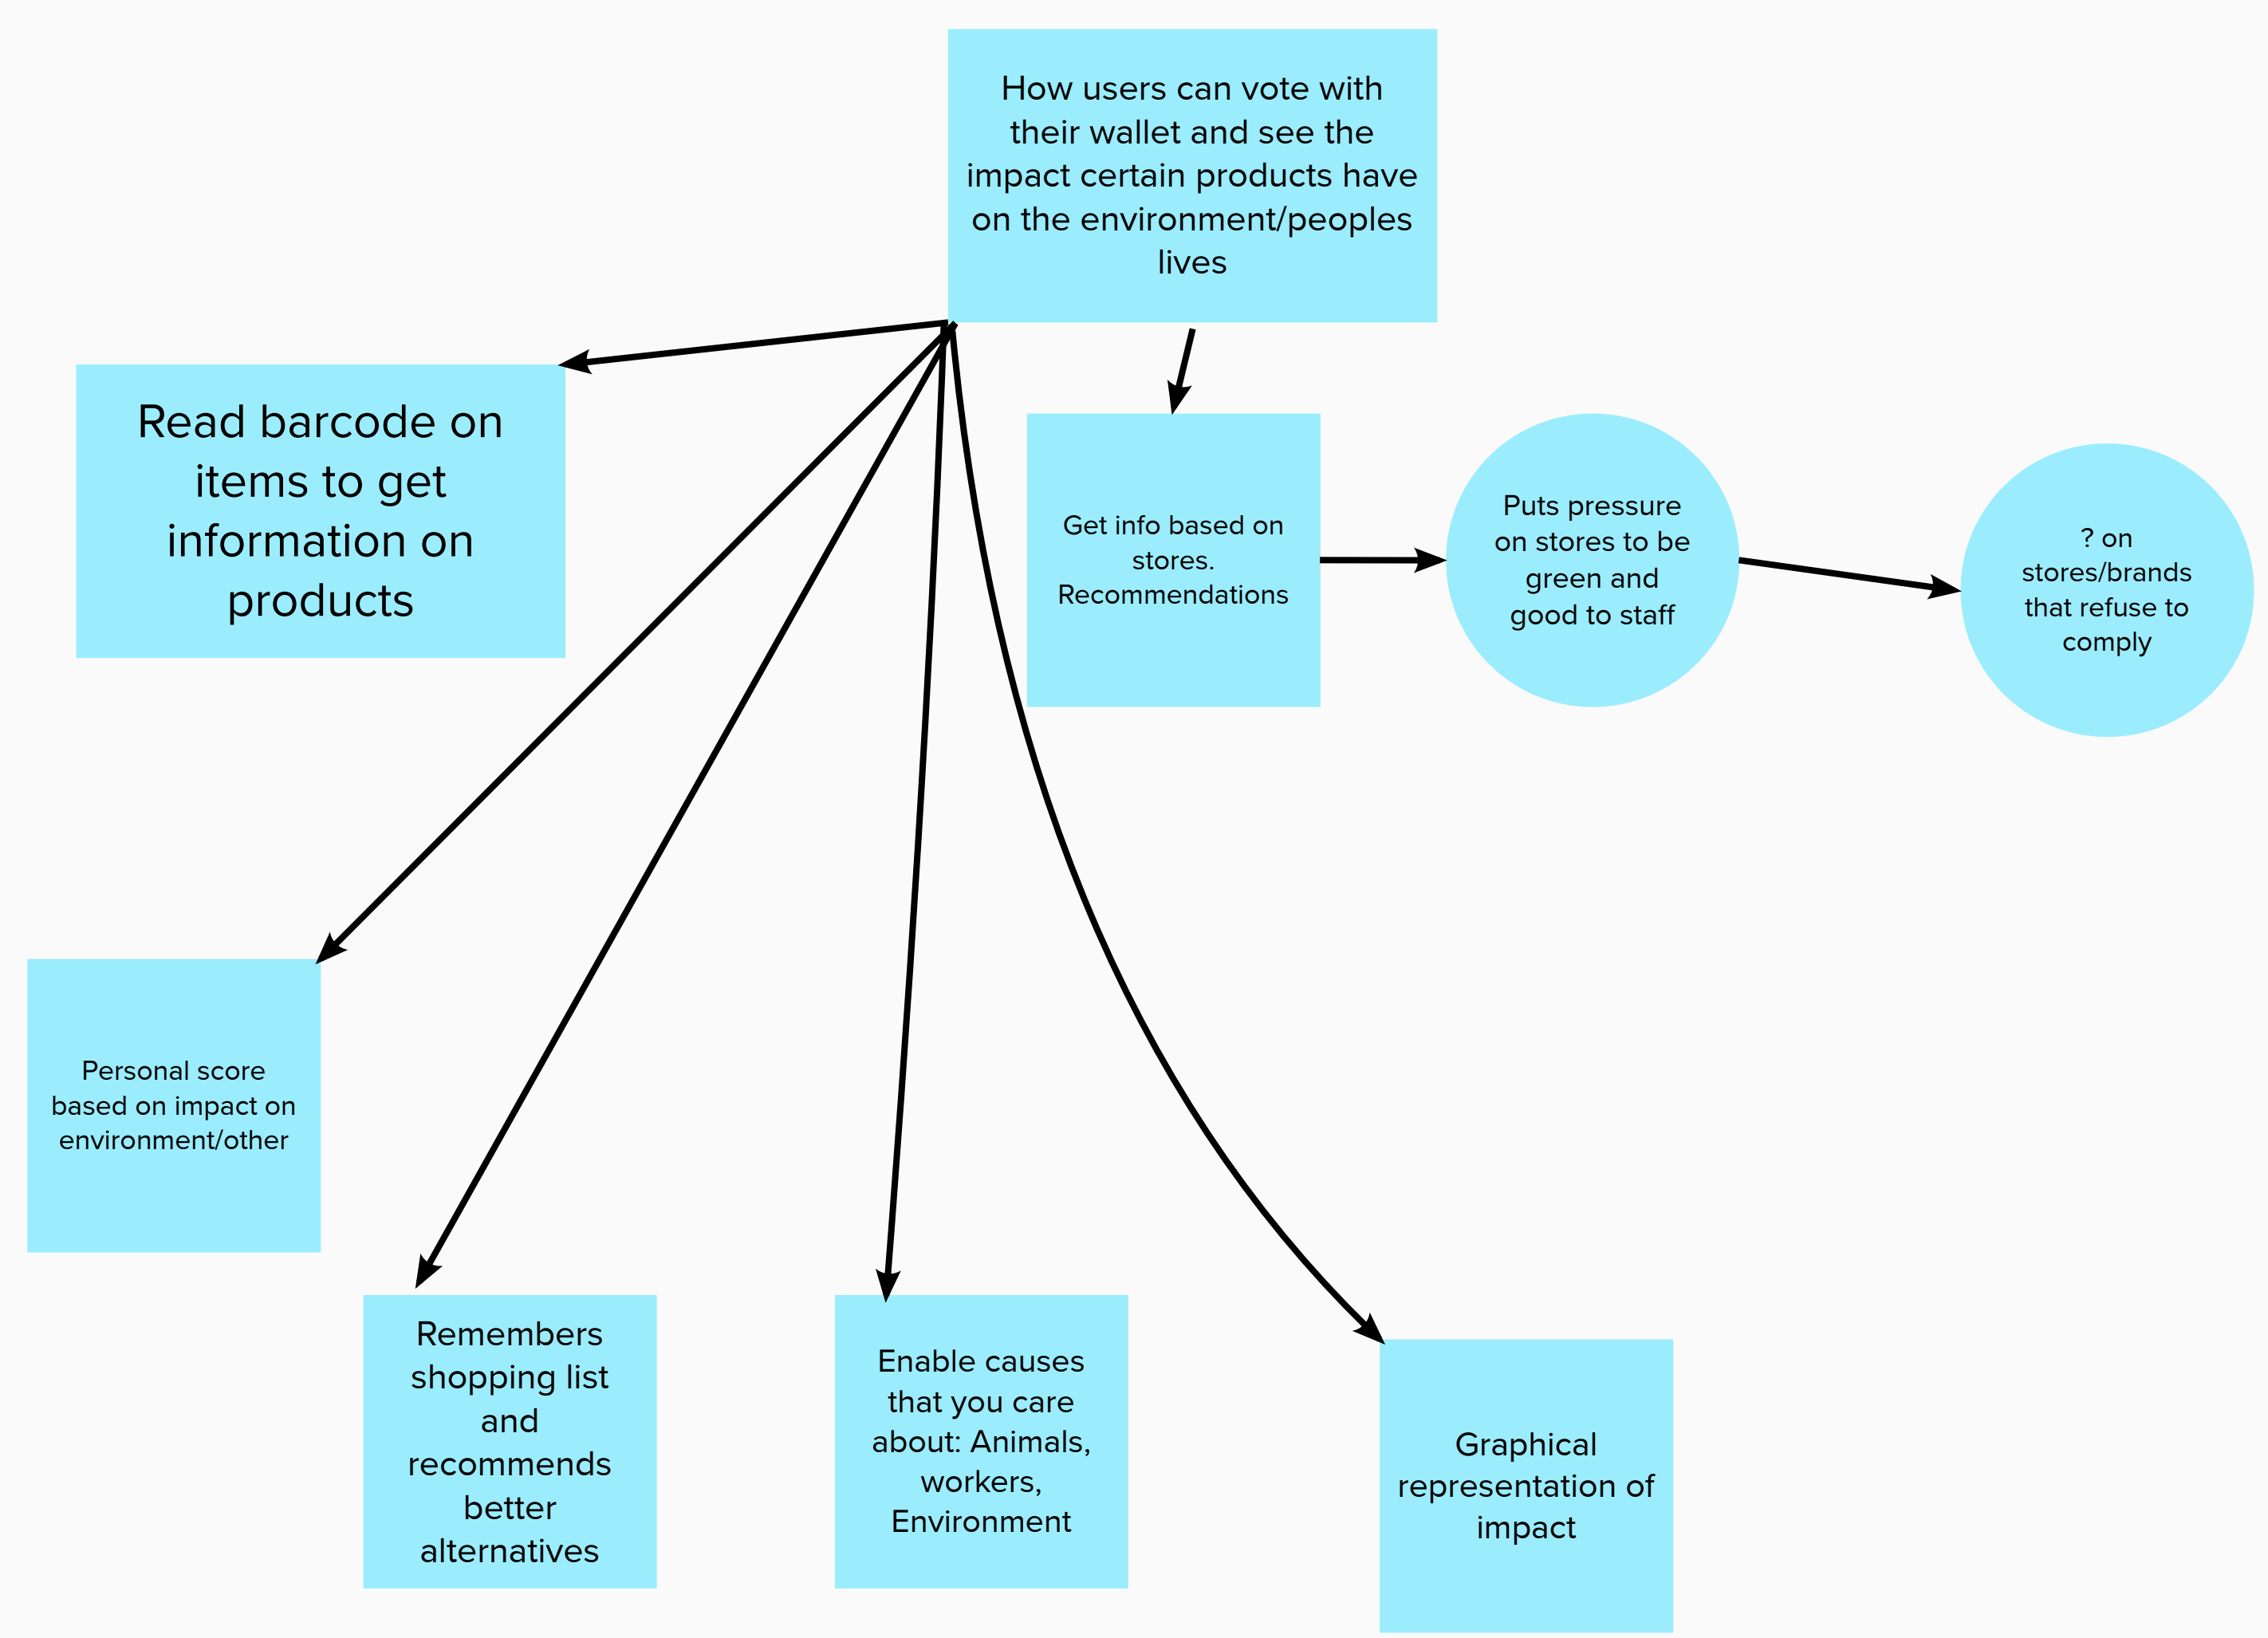 How users can vote with
their wallet and see the
impact certain products have
on the environment/peoples
lives
Read barcode on
items to get
information on
products
Get info based on
stores.
Recommendations
Puts pressure
on stores to be
green and
good to staff
? on
stores/brands
that refuse to
comply
Personal score
based on impact on
environment/other
Remembers
shopping list
and
recommends
better
alternatives
Enable causes
that you care
about: Animals,
workers,
Environment
Graphical
representation of
impact